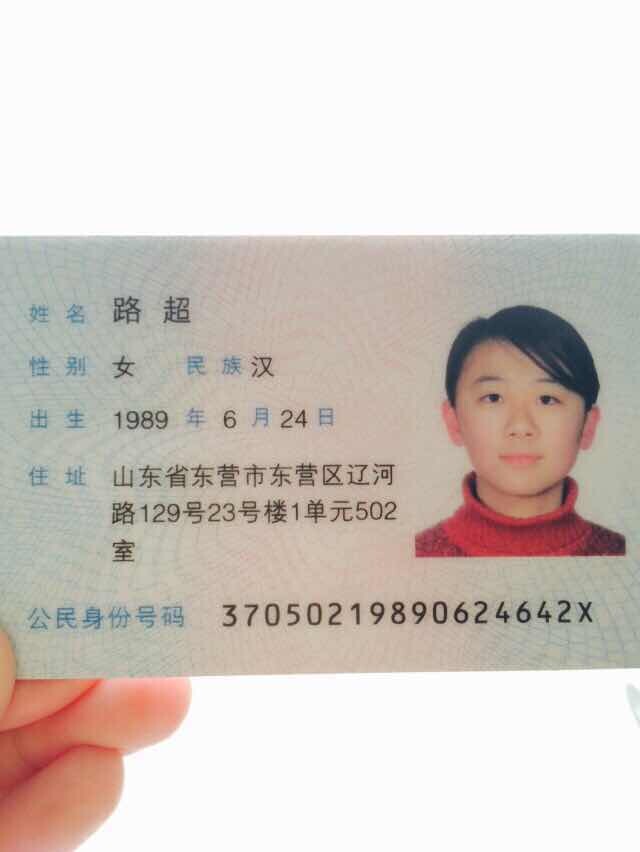 姓名 路超
性别 女 民族 汉
出生 1989 年 6 月 24 日
住址 山东省东营市东营区辽河
路129号23号楼1单元502
室
公民身份号码 37050219890624642X